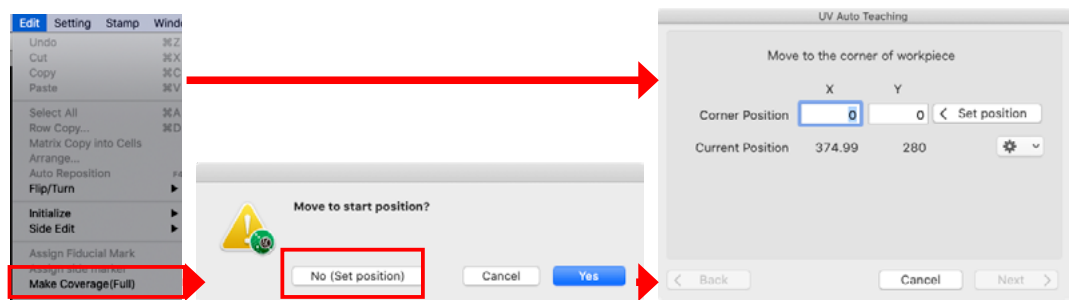 Edit Setting Stamp
Undo ⌘Z
Cut ⌘X
Copy ⌘C
Paste ⌘V
Select All ⌘A
Row Copy... ⌘D
Matrix Copy into Cells
Arrange...
Auto Reposition
Flip/Turn
Initialize
Side Edit
Assign Fiducial Mark
Assign side marker
Make Coverage(Full)
Move to start position?
No (Set position) Cancel Yes
UV Auto Teaching
Move to the corner of workpiece
X Y
Corner Position 0 0 < Set position
Current Position 374.99 280
< Back Cancel Next >